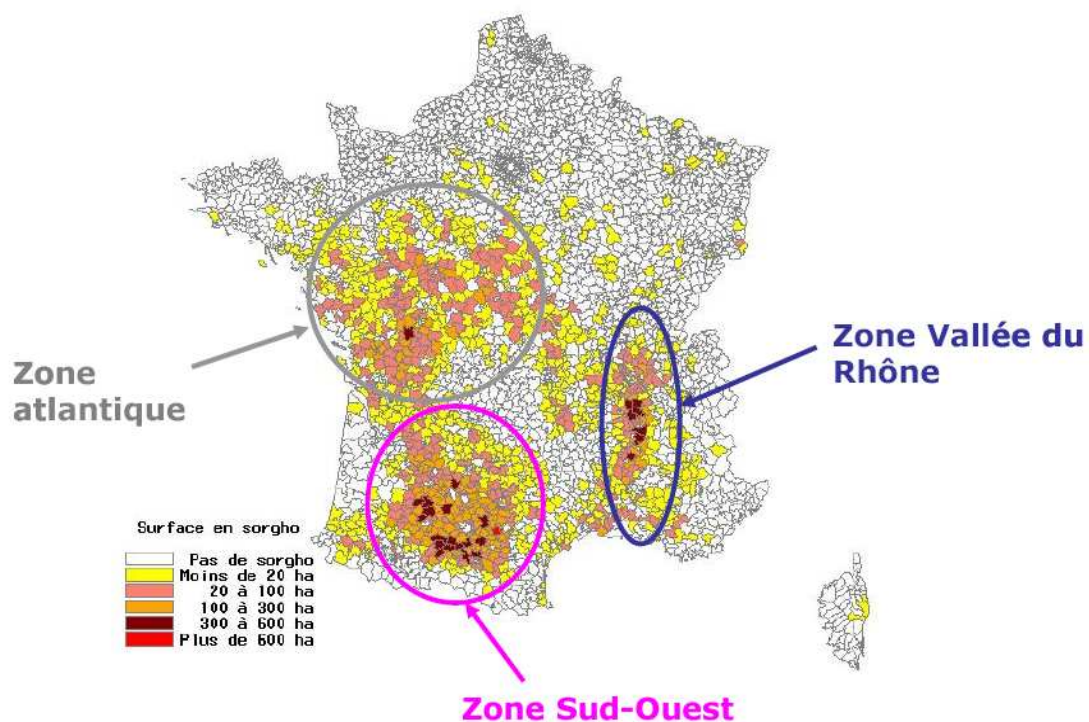 Zone
atlantique
Zone Vallée du
Rhône
Surface en sorgho
Pas de sorgho
Moins de 20 ha
20 à 100 ha
100 à 300 ha
300 à 600 ha
Plus de 600 ha
Zone Sud-Ouest